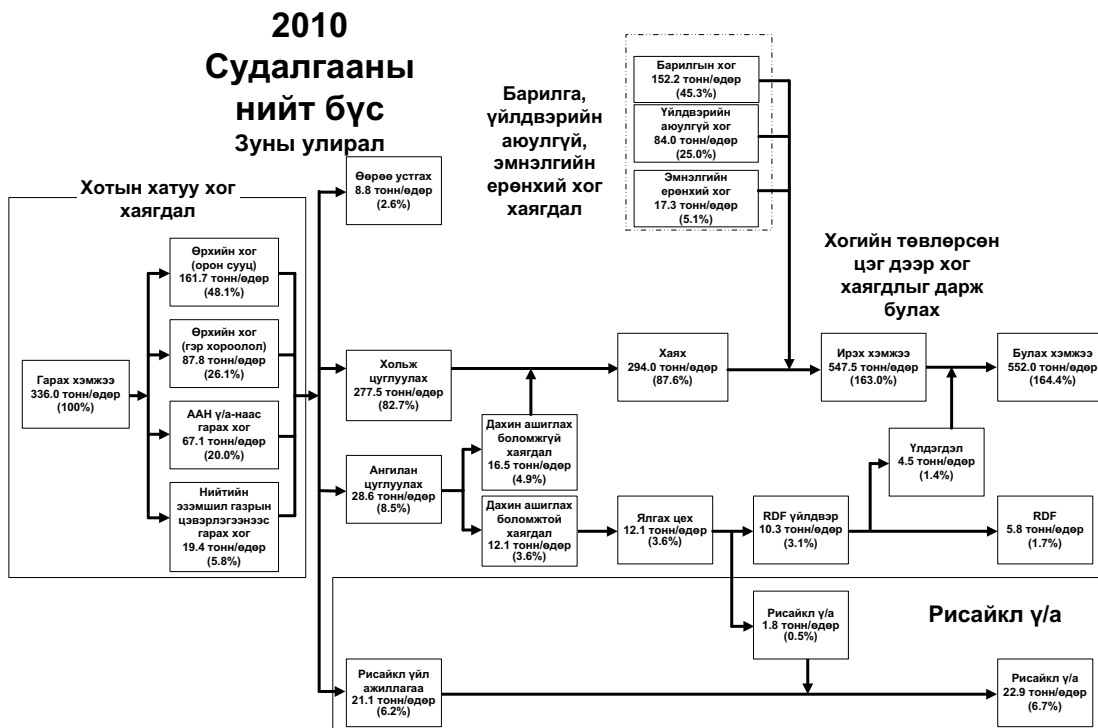 2010
Судалгааны
нийт бүс
Зуны улирал
Хотын хатуу хог
хаягдал
Гарах хэмжээ
336.0 тонн/өдөр
(100%)
Өрхийн хог
(орон сууц)
161.7 тонн/өдөр
(48.1%)
Өрхийн хог
(гэр хороолол)
87.8 тонн/өдөр
(26.1%)
ААН ү/а-наас
гарах хог
67.1 тонн/өдөр
(20.0%)
Нийтийн
эзэмшил газрын
цэвэрлэгээнээс
гарах хог
19.4 тонн/өдөр
(5.8%)
Өөрөө устгах
8.8 тонн/өдөр
(2.6%)
Хольж
цуглуулах
277.5 тонн/өдөр
(82.7%)
Ангилан
цуглуулах
28.6 тонн/өдөр
(8.5%)
Рисайкл үйл
ажиллагаа
21.1 тонн/өдөр
(6.2%)
Дахин ашиглах
боломжгүй
хаягдал
16.5 тонн/өдөр
(4.9%)
Дахин ашиглах
боломжтой
хаягдал
12.1 тонн/өдөр
(3.6%)
Барилга,
үйлдвэрийн
аюулгүй,
эмнэлгийн
ерөнхий хог
хаягдал
Барилгын хог
152.2 тонн/өдөр
(45.3%)
Үйлдвэрийн
аюулгүй хог
84.0 тонн/өдөр
(25.0%)
Эмнэлгийн
ерөнхий хог
17.3 тонн/өдөр
(5.1%)
Хаях
294.0 тонн/өдөр
(87.6%)
Ялгах цех
12.1 тонн/өдөр
(3.6%)
RDF үйлдвэр
10.3 тонн/өдөр
(3.1%)
Рисайкл ү/а
1.8 тонн/өдөр
(0.5%)
Хогийн төвлөрсөн
цэг дээр хог
хаягдлыг дарж
булах
Ирэх хэмжээ
547.5 тонн/өдөр
(163.0%)
Булах хэмжээ
552.0 тонн/өдөр
(164.4%)
Үлдэгдэл
4.5 тонн/өдөр
(1.4%)
RDF
5.8 тонн/өдөр
(1.7%)
Рисайкл ү/а
Рисайкл ү/а
22.9 тонн/өдөр
(6.7%)